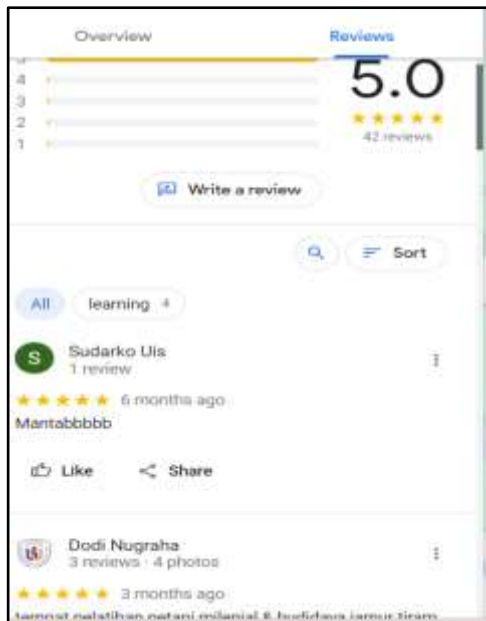 Overview Reviews
5
5.0
4
3
2
1
42 reviews
Write a review
Sort
All learning 4
S
Sudarko Uis
1 review
6 months ago
Mantabbbbb
Like Share
Dodi Nugraha
3 reviews · 4 photos
3 months ago
tempat pelatihan petani milenial & budidaya jamur tiram